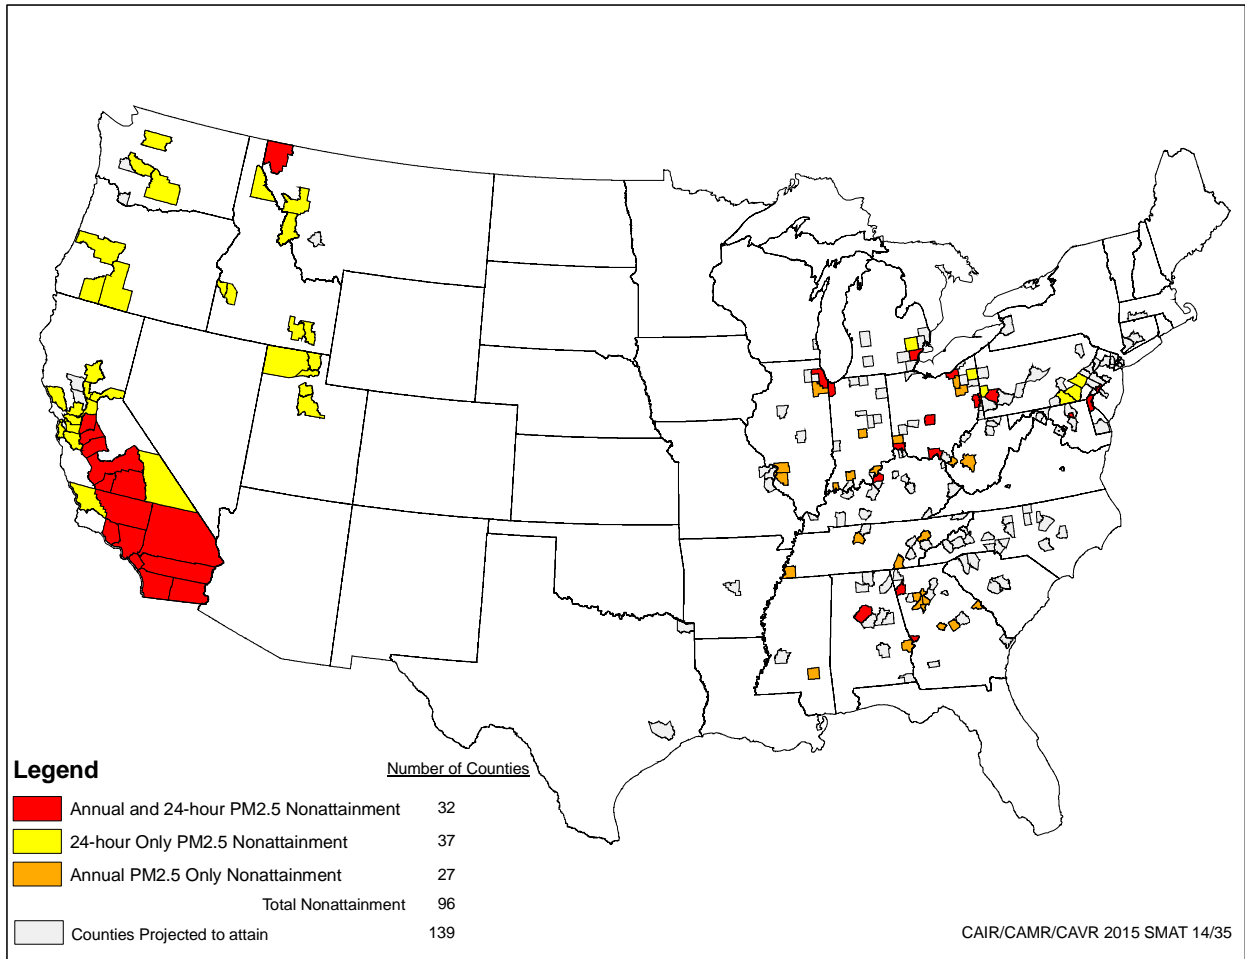 Legend
Number of Counties
Annual and 24-hour PM2.5 Nonattainment 32
24-hour Only PM2.5 Nonattainment 37
Annual PM2.5 Only Nonattainment 27
Total Nonattainment 96
Counties Projected to attain 139
CAIR/CAMR/CAVR 2015 SMAT 14/35